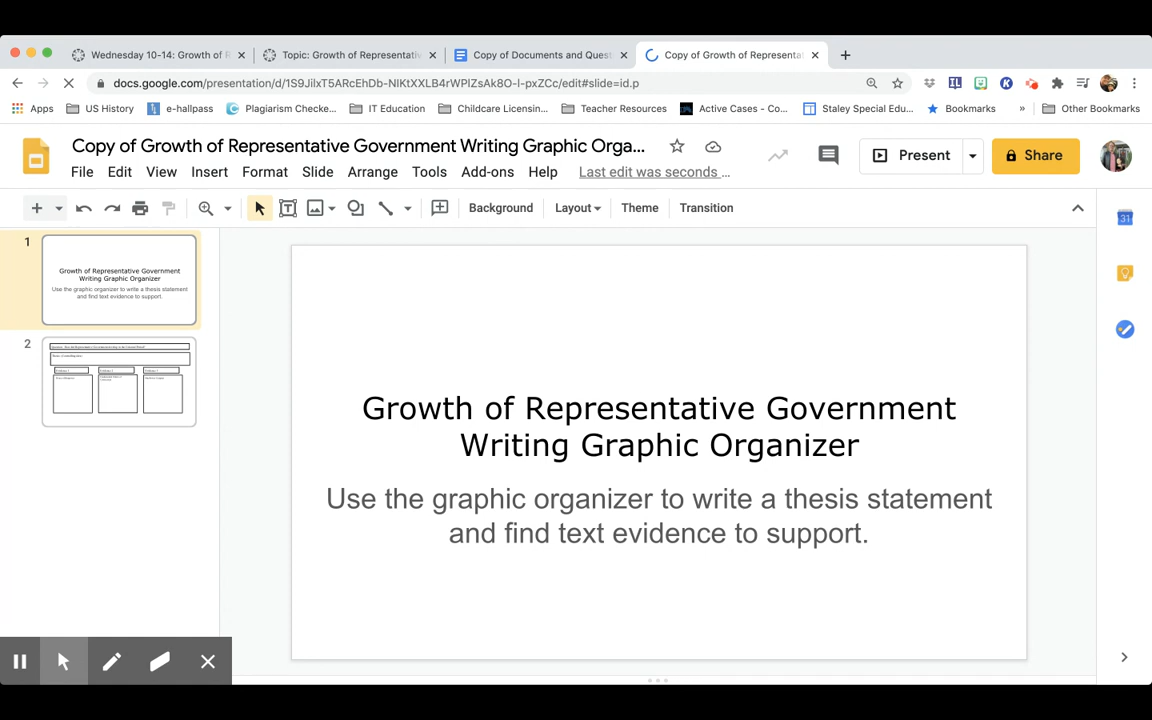 Wednesday 10-14: Growth of R
Topic: Growth of Representativ
Copy of Documents and Quest
Copy of Growth of Representa
docs.google.com/presentation/d/1S9JilxT5ARcEhDb-NIKtXXLB4rWPlZsAk8O-l-pxZCc/edit#slide=id.p
Apps
US History
e-hallpass
Plagiarism Checke...
IT Education
Childcare Licensin...
Teacher Resources
Active Cases - Co...
Staley Special Edu...
Bookmarks
»
Other Bookmarks
Copy of Growth of Representative Government Writing Graphic Orga...
File Edit View Insert Format Slide Arrange Tools Add-ons Help Last edit was seconds ...
Present
Share
Background Layout Theme Transition
31
1
Growth of Representative Government
Writing Graphic Organizer
Use the graphic organizer to write a thesis statement
and find text evidence to support.
2
Growth of Representative Government
Writing Graphic Organizer
Use the graphic organizer to write a thesis statement
and find text evidence to support.